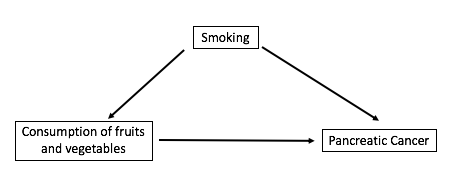 Smoking
Consumption of fruits
and vegetables
Pancreatic Cancer